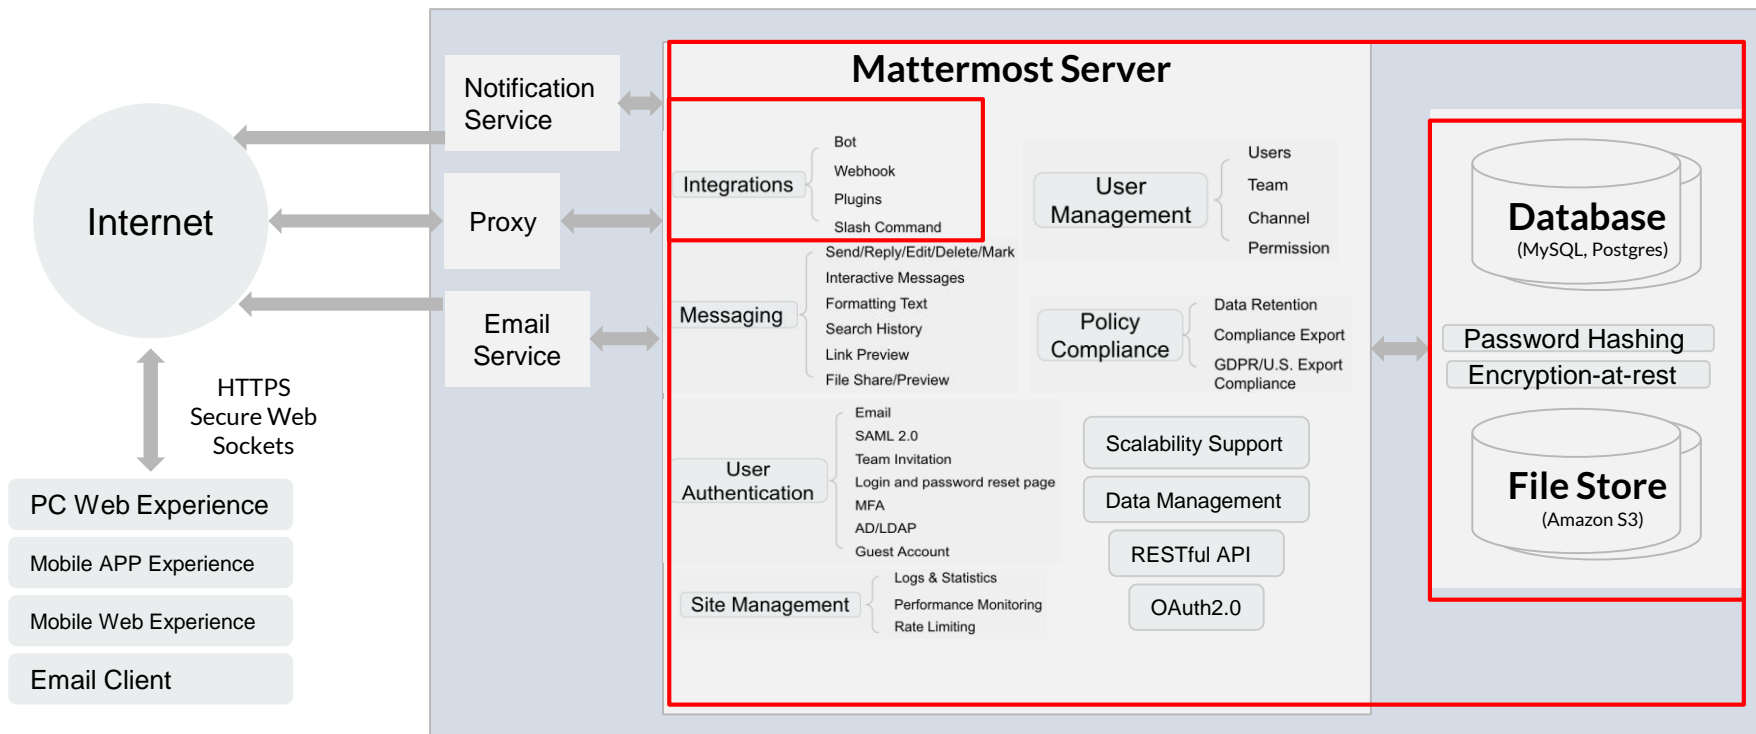 Mattermost Server
Notification
Service
Internet
Proxy
Email
Service
HTTPS
Secure Web
Sockets
PC Web Experience
Mobile APP Experience
Mobile Web Experience
Email Client
Integrations
Bot
Webhook
Plugins
Slash Command
Messaging
Send/Reply/Edit/Delete/Mark
Interactive Messages
Formatting Text
Search History
Link Preview
File Share/Preview
User
Authentication
Email
SAML 2.0
Team Invitation
Login and password reset page
MFA
AD/LDAP
Guest Account
Site Management
Logs & Statistics
Performance Monitoring
Rate Limiting
User
Management
Users
Team
Channel
Permission
Policy
Compliance
Data Retention
Compliance Export
GDPR/U.S. Export
Compliance
Scalability Support
Data Management
RESTful API
OAuth2.0
Database
(MySQL, Postgres)
Password Hashing
Encryption-at-rest
File Store
(Amazon S3)